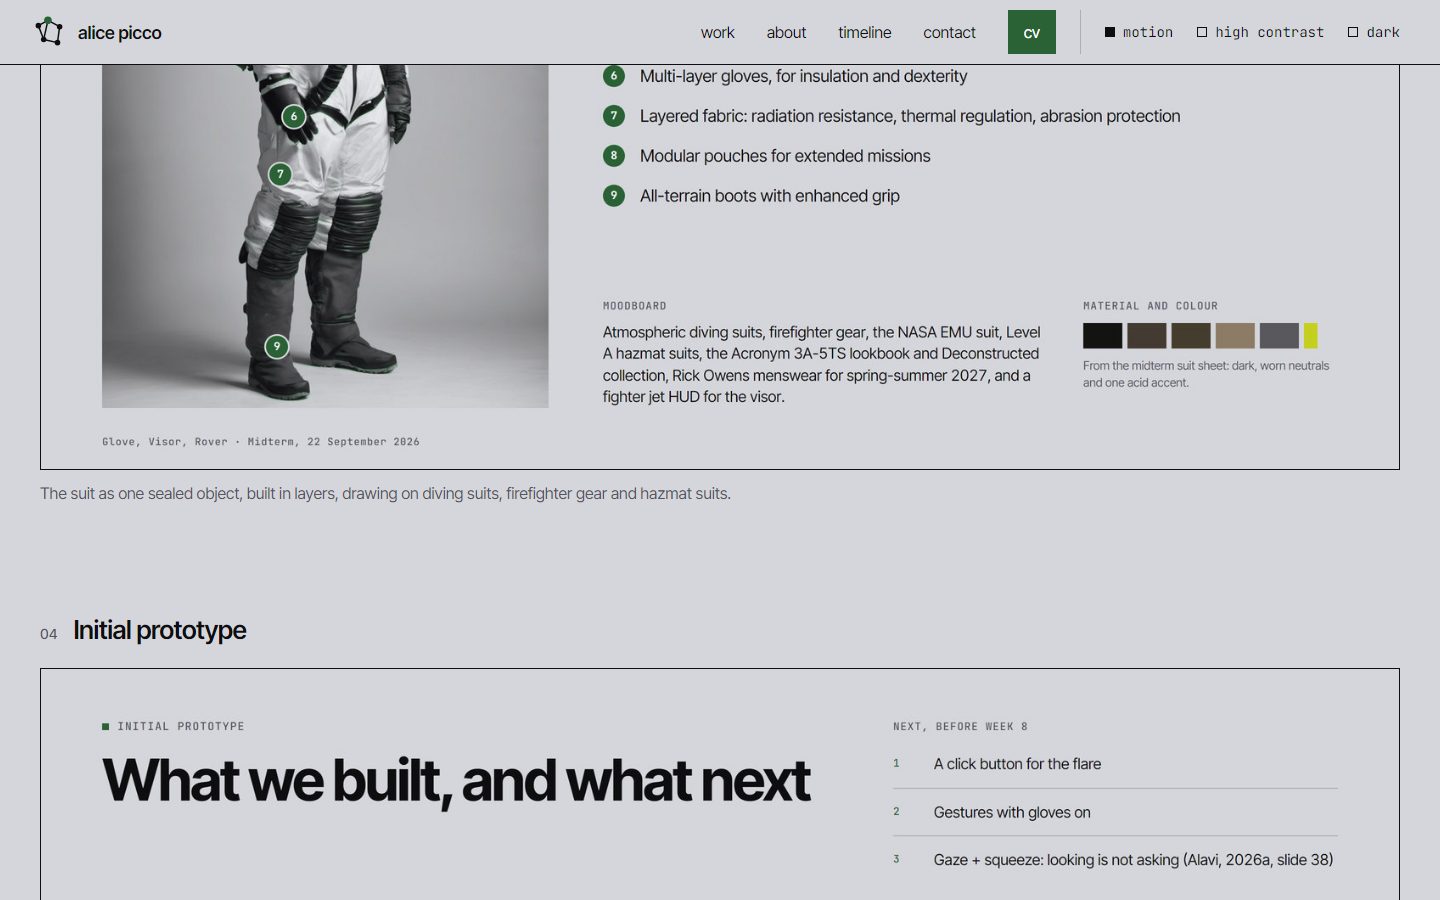 alice picco
work
about
timeline
contact
CV
motion
high contrast
dark
6
7
9
6 Multi-layer gloves, for insulation and dexterity
7 Layered fabric: radiation resistance, thermal regulation, abrasion protection
8 Modular pouches for extended missions
9 All-terrain boots with enhanced grip
MOODBOARD
Atmospheric diving suits, firefighter gear, the NASA EMU suit, Level
A hazmat suits, the Acronym 3A-5TS lookbook and Deconstructed
collection, Rick Owens menswear for spring-summer 2027, and a
fighter jet HUD for the visor.
MATERIAL AND COLOUR
From the midterm suit sheet: dark, worn neutrals
and one acid accent.
Glove, Visor, Rover · Midterm, 22 September 2026
The suit as one sealed object, built in layers, drawing on diving suits, firefighter gear and hazmat suits.
04 Initial prototype
INITIAL PROTOTYPE
What we built, and what next
NEXT, BEFORE WEEK 8
1 A click button for the flare
2 Gestures with gloves on
3 Gaze + squeeze: looking is not asking (Alavi, 2026a, slide 38)